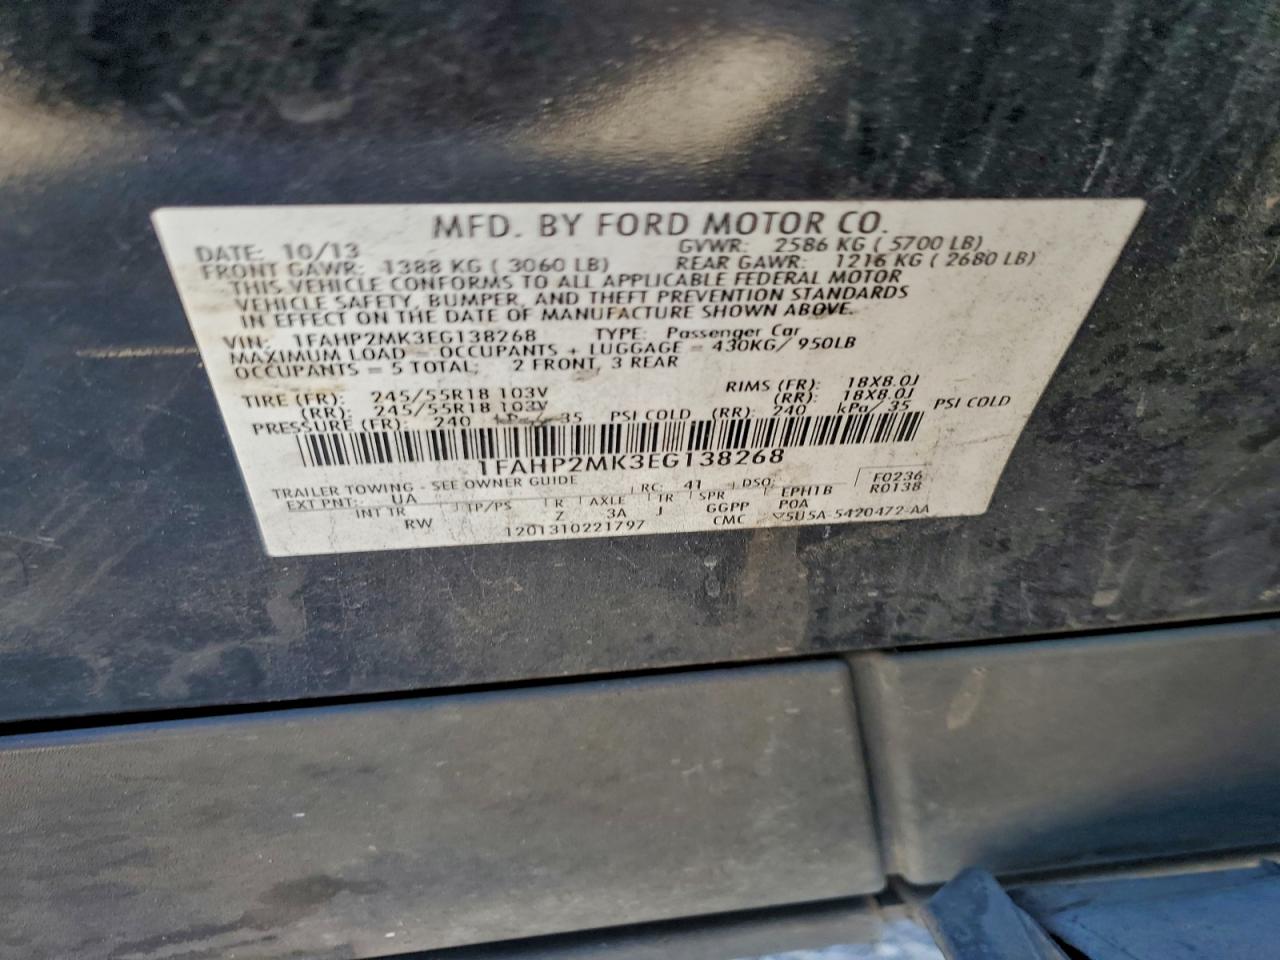 MFD. BY FORD MOTOR CO.
DATE: 10/13 GVWR: 2586 KG ( 5700 LB)
FRONT GAWR: 1388 KG ( 3060 LB) REAR GAWR: 1216 KG ( 2680 LB)
THIS VEHICLE CONFORMS TO ALL APPLICABLE FEDERAL MOTOR
VEHICLE SAFETY, BUMPER, AND THEFT PREVENTION STANDARDS
IN EFFECT ON THE DATE OF MANUFACTURE SHOWN ABOVE.
VIN: 1FAHP2MK3EG138268 TYPE: Passenger Car
MAXIMUM LOAD = OCCUPANTS + LUGGAGE = 430KG/ 950LB
OCCUPANTS = 5 TOTAL; 2 FRONT, 3 REAR
TIRE (FR): 245/55R18 103V RIMS (FR): 18X8.0J
(RR): 245/55R18 103V (RR): 18X8.0J
PRESSURE (FR): 240 kPa/ 35 PSI COLD (RR): 240 kPa/ 35 PSI COLD
1FAHP2MK3EG138268
TRAILER TOWING - SEE OWNER GUIDE RC: 41 DSO: F0236
EXT PNT: UA TP/PS R AXLE TR SPR EPH1B R0138
INT TR Z 3A J GGPP P0A
RW 1201310221797 CMC 5U5A-5420472-AA